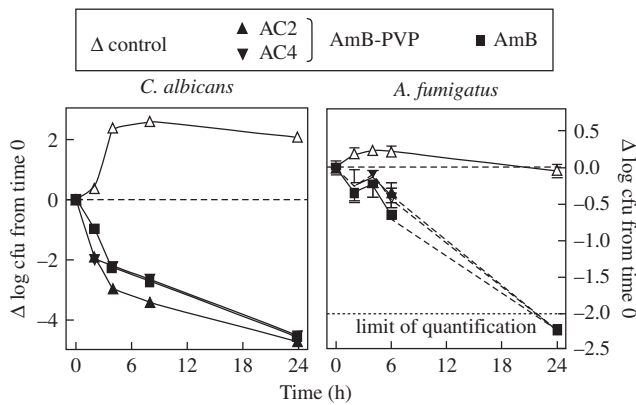 Δ control
AC2
AC4
AmB-PVP
AmB
C. albicans
A. fumigatus
Δ log cfu from time 0
2
0
−2
−4
0
6
12
18
24
0.5
0.0
−0.5
−1.0
−1.5
−2.0
−2.5
limit of quantification
0
6
12
18
24
Δ log cfu from time 0
Time (h)